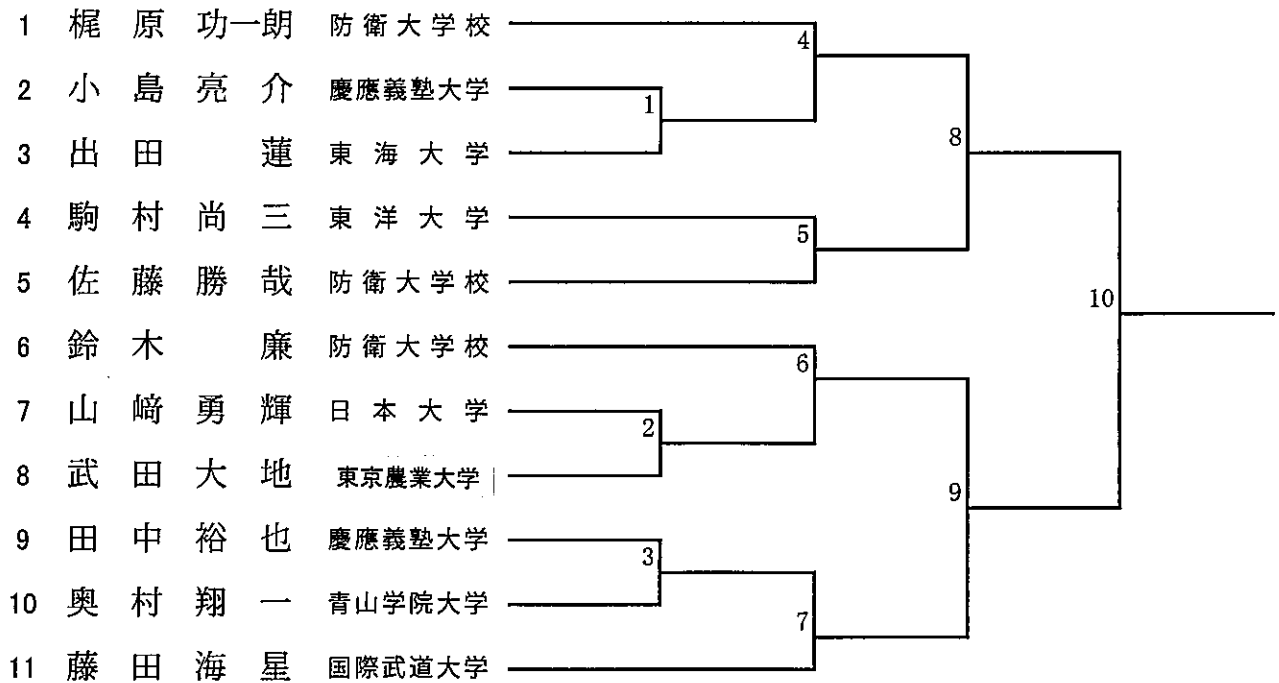 1 梶原功一朗 防衛大学校
2 小島亮介 慶應義塾大学
3 出田蓮 東海大学
4 駒村尚三 東洋大学
5 佐藤勝哉 防衛大学校
6 鈴木廉 防衛大学校
7 山﨑勇輝 日本大学
8 武田大地 東京農業大学
9 田中裕也 慶應義塾大学
10 奥村翔一 青山学院大学
11 藤田海星 国際武道大学
1
2
3
4
5
6
7
8
9
10